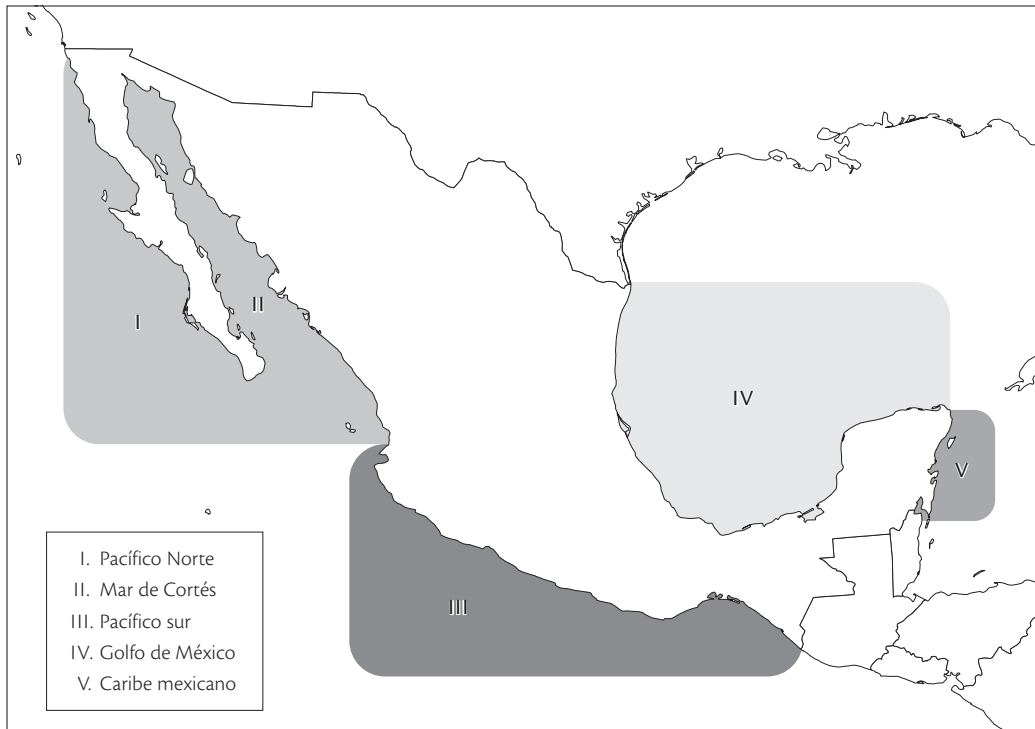 I
II
III
IV
V
I. Pacífico Norte
II. Mar de Cortés
III. Pacífico sur
IV. Golfo de México
V. Caribe mexicano